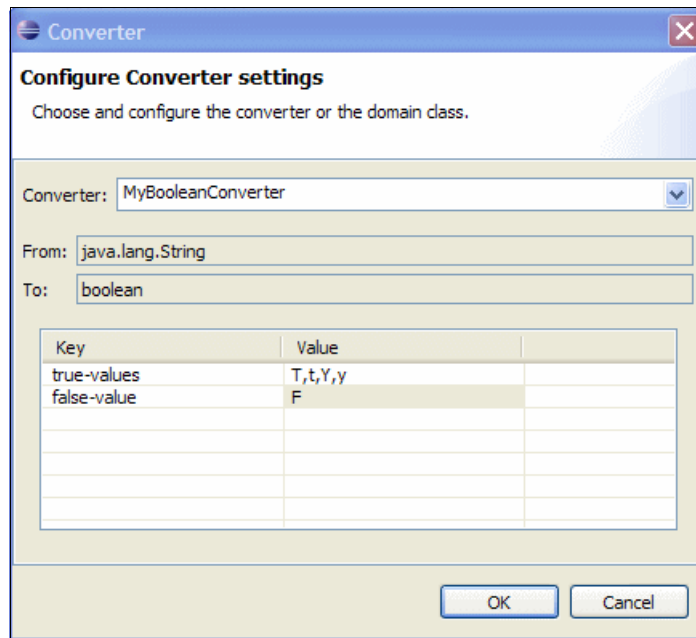 Converter
Configure Converter settings
Choose and configure the converter or the domain class.
Converter: MyBooleanConverter
From: java.lang.String
To: boolean
Key Value
true-values T,t,Y,y
false-value F
OK Cancel